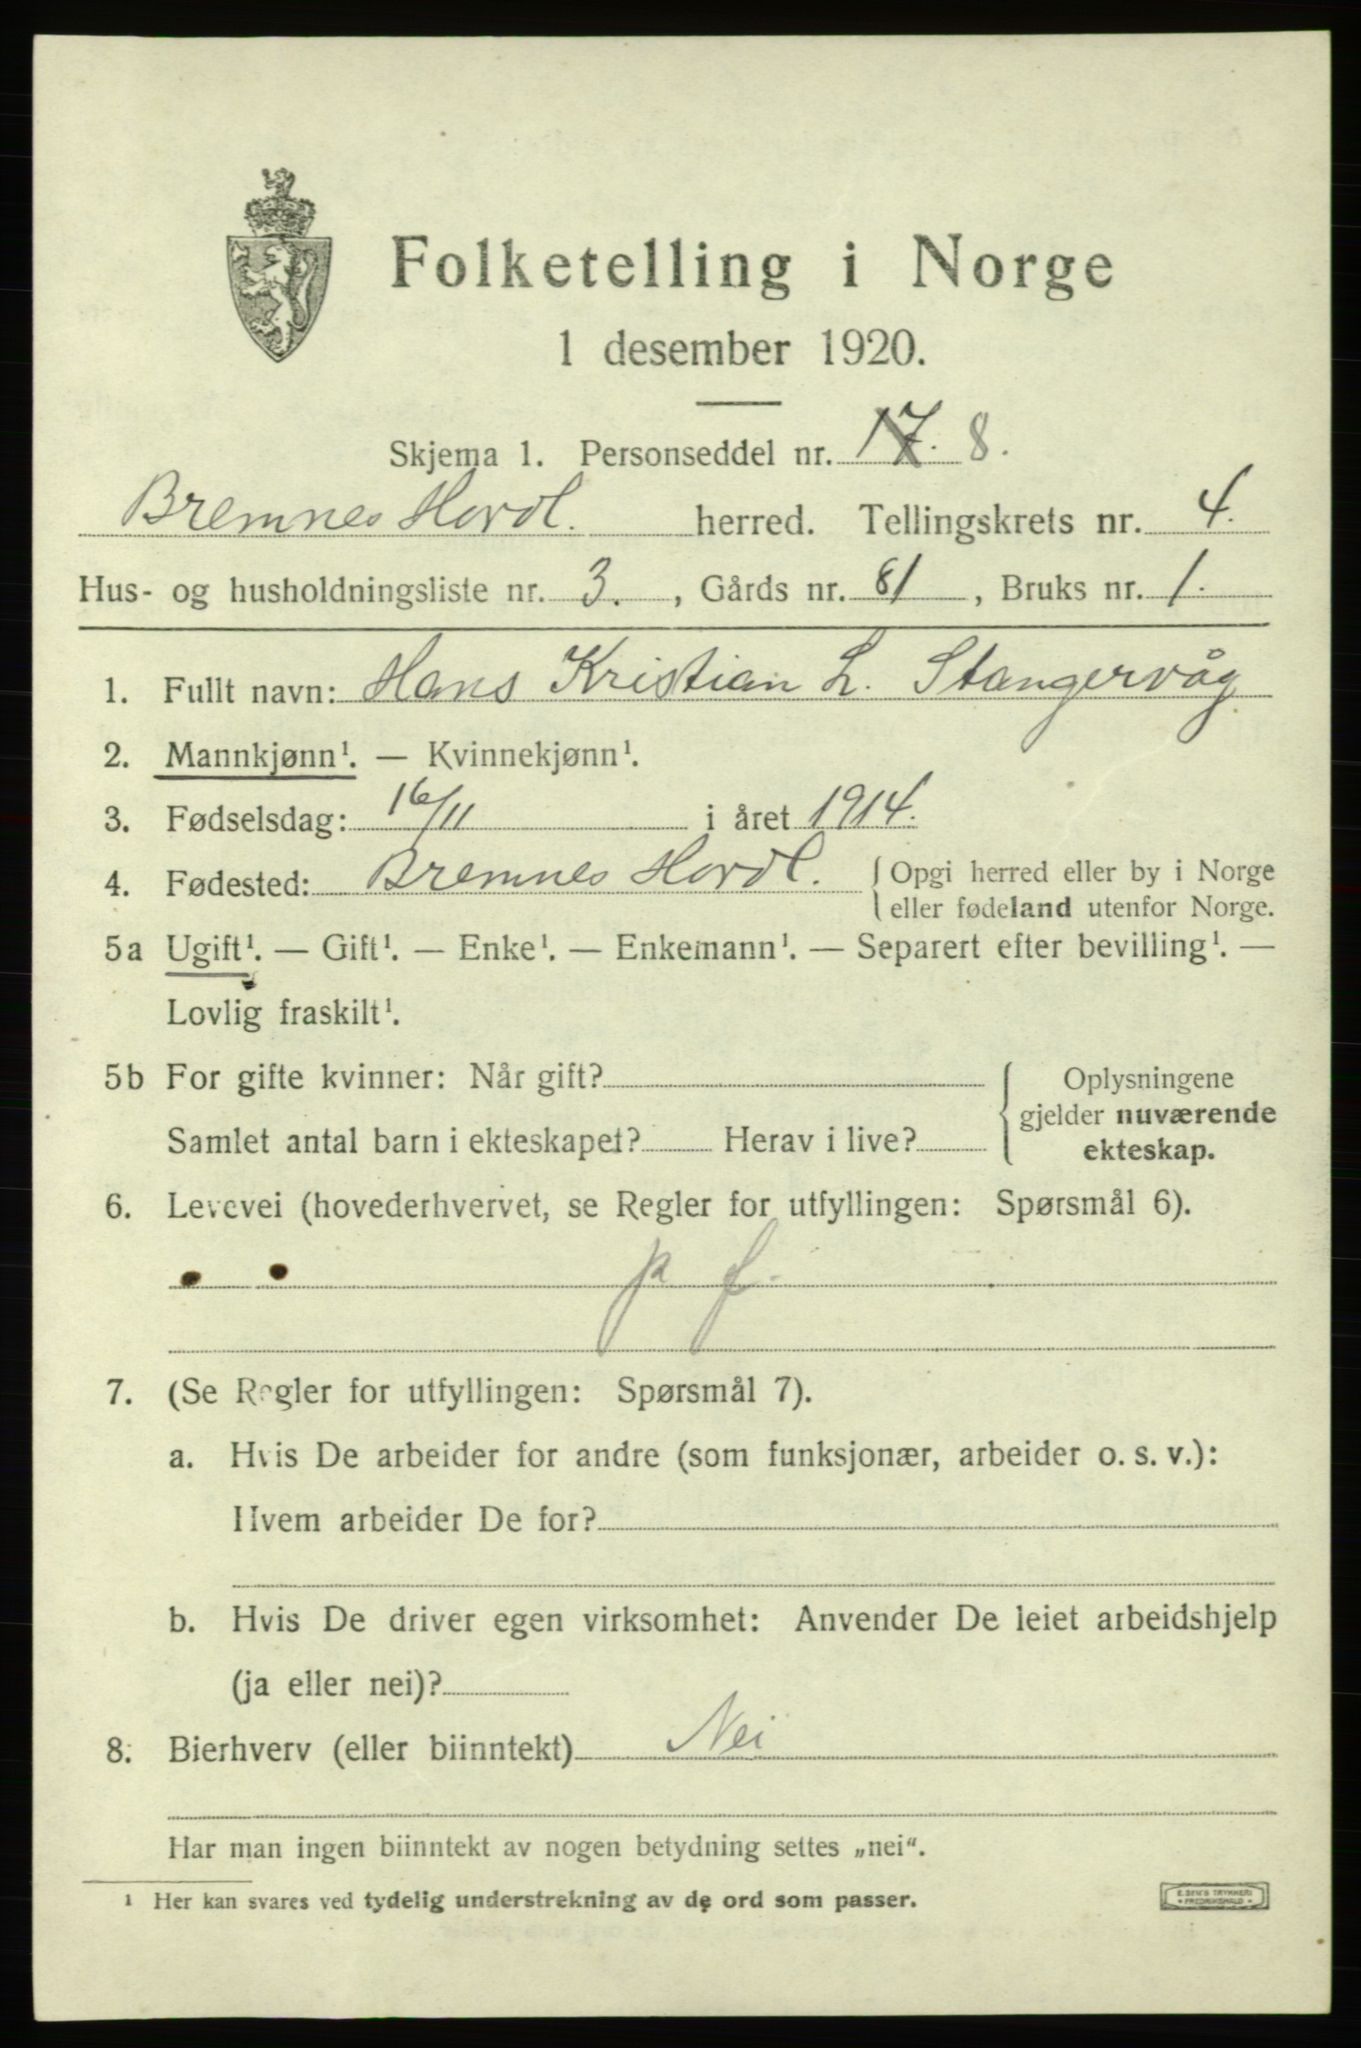 Folketelling i Norge
1 desember 1920.
Skjema 1. Personseddel nr. 17. 8.
Bremnes Hordl. herred. Tellingskrets nr. 4.
Hus- og husholdningsliste nr. 3., Gårds nr. 81, Bruks nr. 1.
1. Fullt navn: Hans Kristian L. Stangervåg
2. Mannkjønn¹. — Kvinnekjønn¹.
3. Fødselsdag: 16/11 i året 1914.
4. Fødested: Bremnes Hordl. { Opgi herred eller by i Norge
eller fødeland utenfor Norge.
5a Ugift¹. — Gift¹. — Enke¹. — Enkemann¹. — Separert efter bevilling¹. —
Lovlig fraskilt¹.
5b For gifte kvinner: Når gift? { Oplysningene
gjelder nuværende
Samlet antal barn i ekteskapet? Herav i live?
ekteskap.
6. Levevei (hovederhvervet, se Regler for utfyllingen: Spørsmål 6).
p f.
7. (Se Regler for utfyllingen: Spørsmål 7).
a. Hvis De arbeider for andre (som funksjonær, arbeider o. s. v.):
Hvem arbeider De for?
b. Hvis De driver egen virksomhet: Anvender De leiet arbeidshjelp
(ja eller nei)?
8. Bierhverv (eller biinntekt) Nei
Har man ingen biinntekt av nogen betydning settes „nei“.
¹ Her kan svares ved tydelig understrekning av de ord som passer.
E. SEM'S TRYKKERI
FREDRIKSHALD